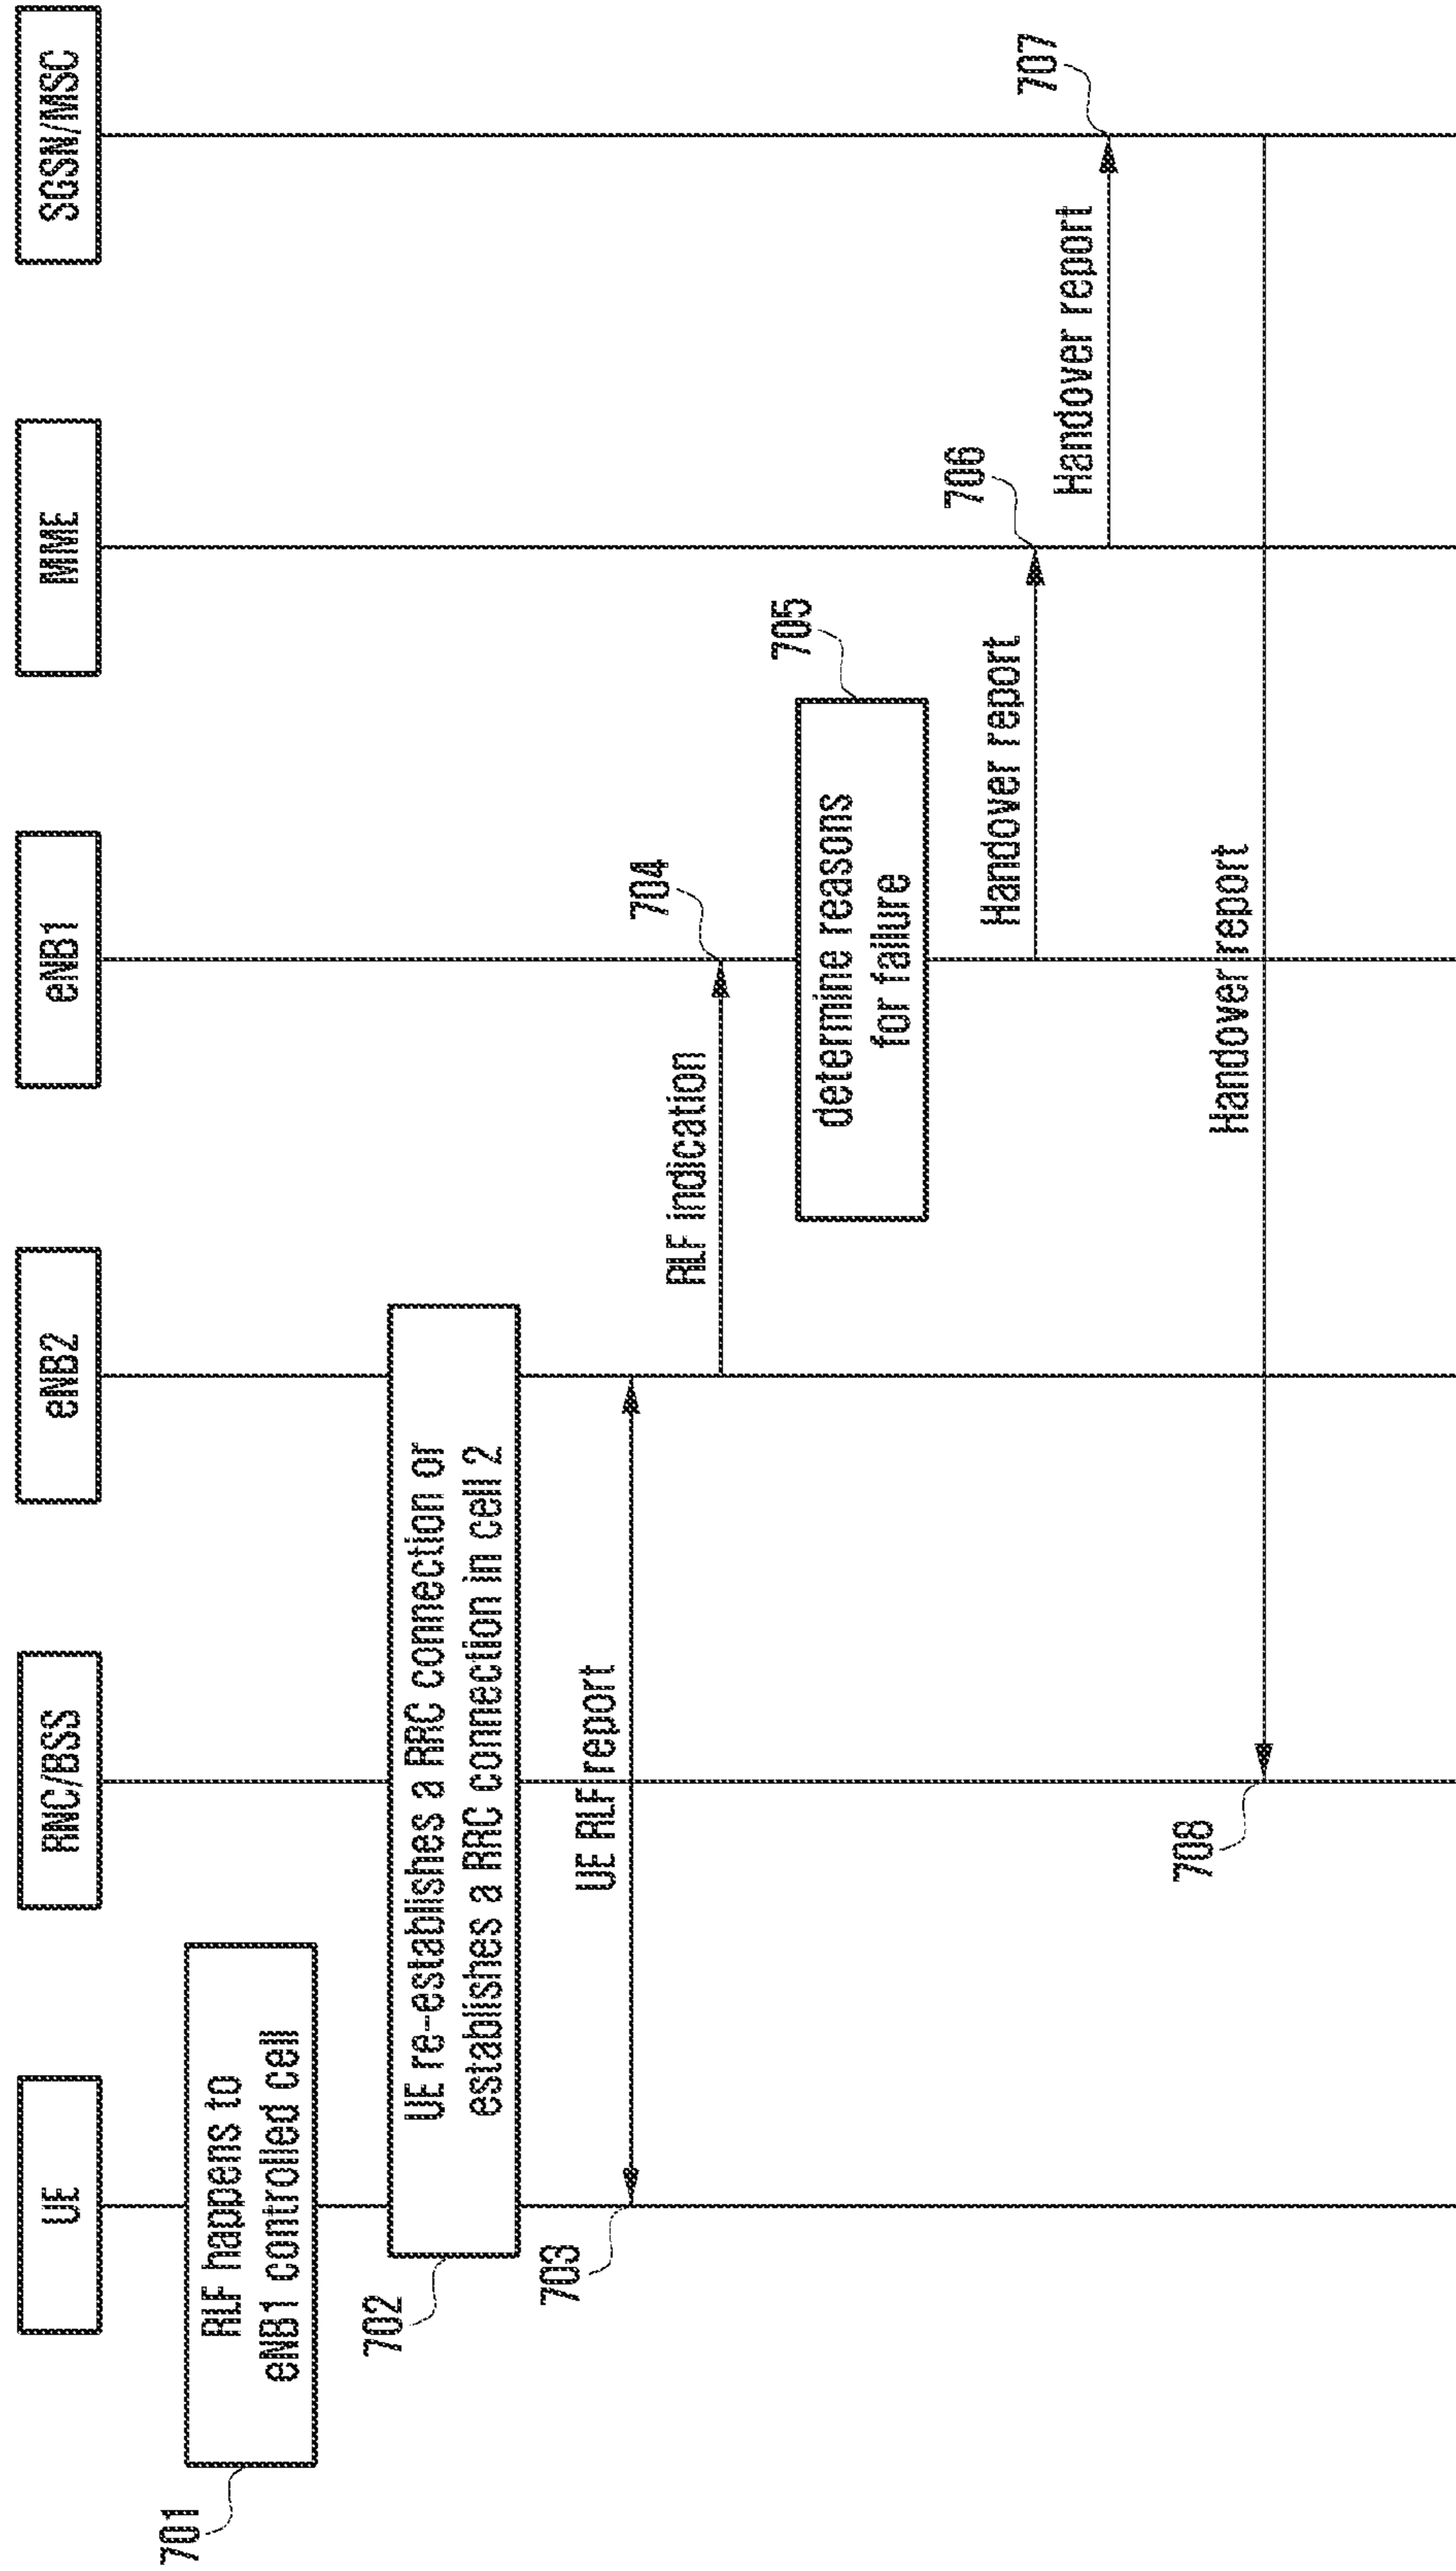 UE
RNC/BSS
eNB2
eNB1
MME
SGSN/MSC
701
RLF happens to
eNB1 controlled cell
702
UE re-establishes a RRC connection or
establishes a RRC connection in cell 2
703
UE RLF report
RLF indication
704
705
determine reasons
for failure
Handover report
706
Handover report
707
Handover report
708